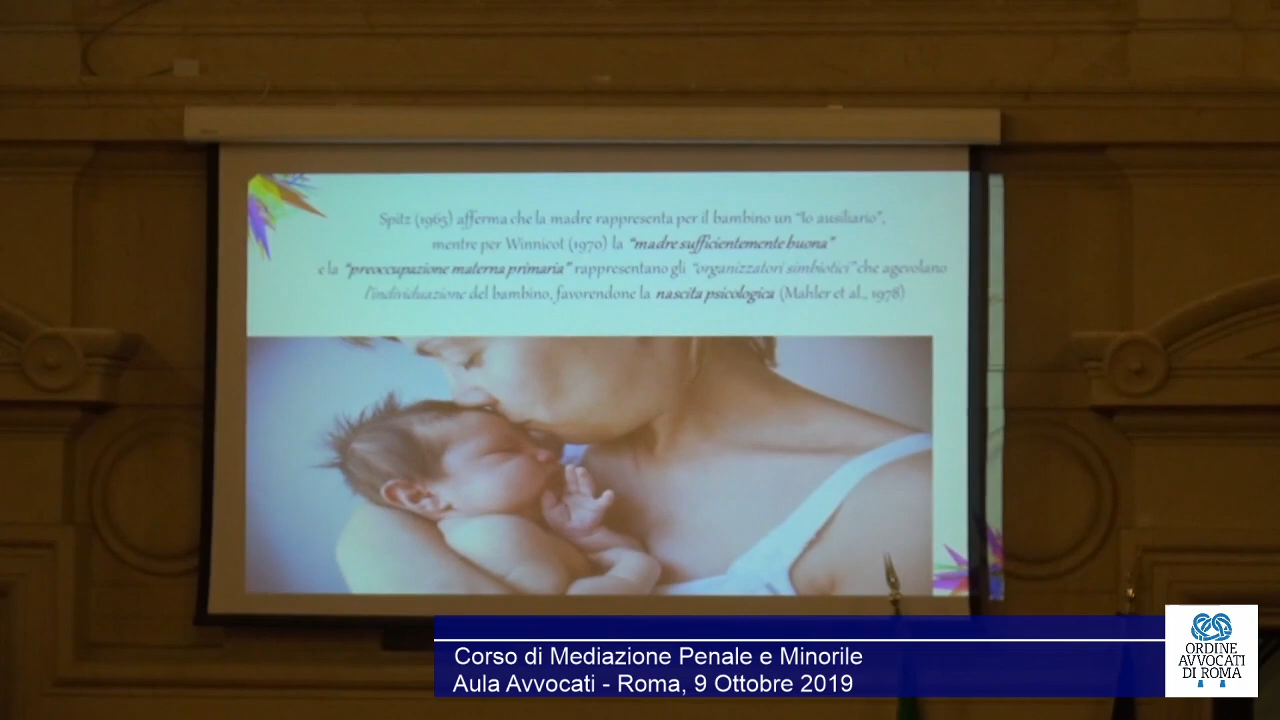 Spitz (1965) afferma che la madre rappresenta per il bambino un "Io ausiliario",
mentre per Winnicot (1970) la "madre sufficientemente buona"
e la "preoccupazione materna primaria" rappresentano gli "organizzatori simbiotici" che agevolano
l'individuazione del bambino, favorendone la nascita psicologica (Mahler et al., 1978)
Corso di Mediazione Penale e Minorile
Aula Avvocati - Roma, 9 Ottobre 2019
ORDINE
AVVOCATI
DI ROMA